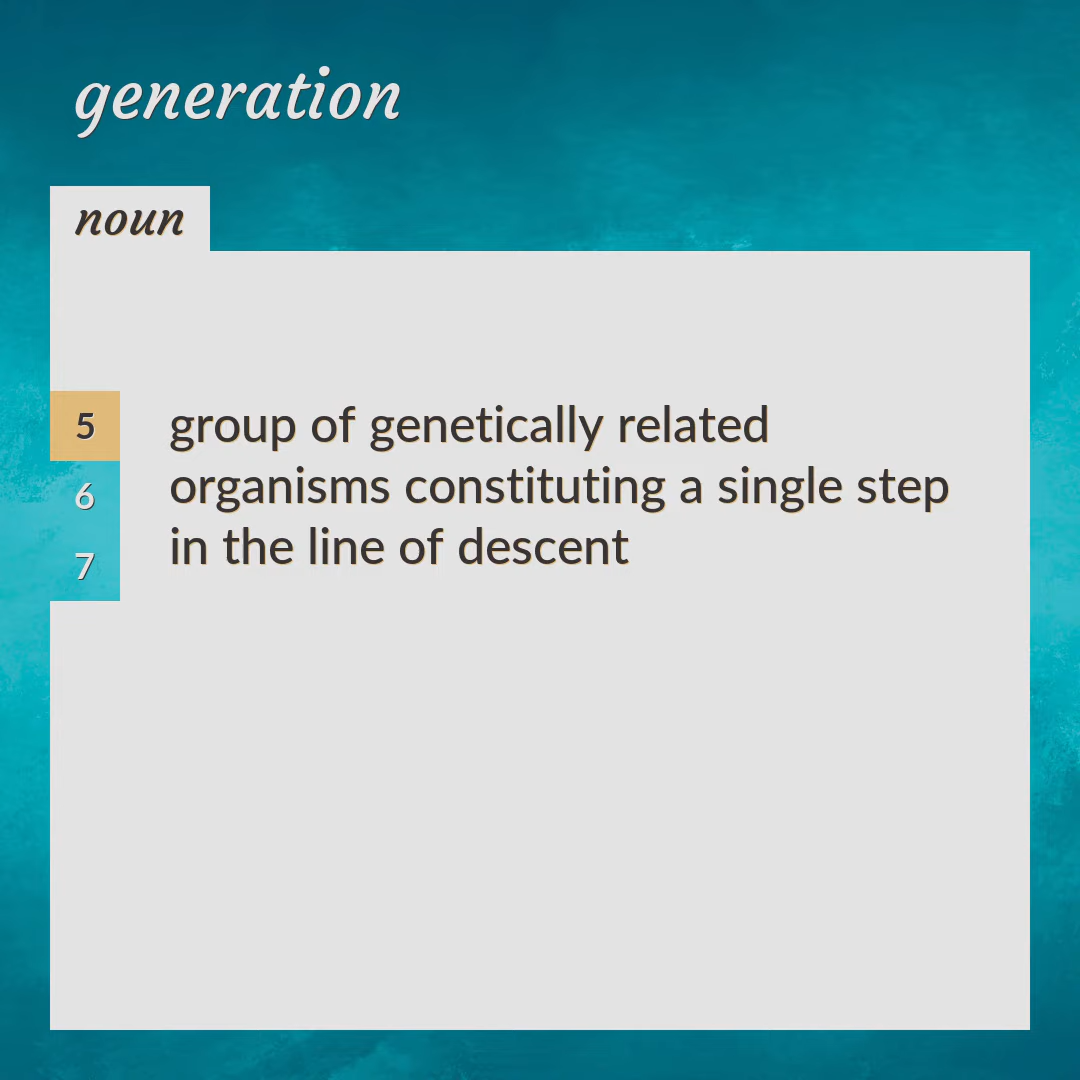 generation
noun
5
group of genetically related
organisms constituting a single step
in the line of descent
6
7